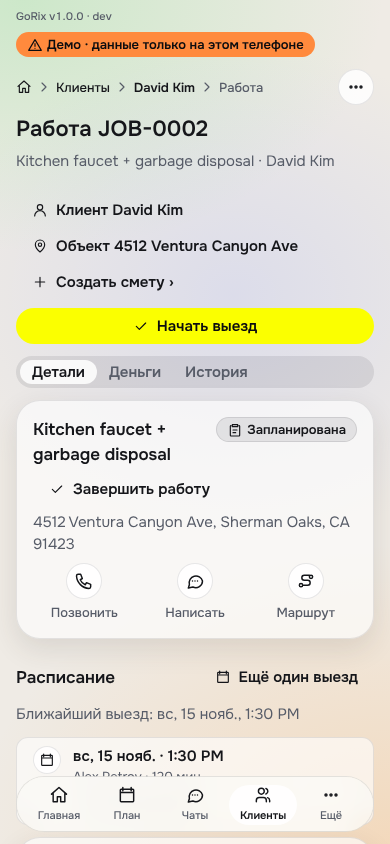 GoRix v1.0.0 · dev
Демо · данные только на этом телефоне
Клиенты
David Kim
Работа
Работа JOB-0002
Kitchen faucet + garbage disposal · David Kim
Клиент David Kim
Объект 4512 Ventura Canyon Ave
Создать смету ›
Начать выезд
Детали
Деньги
История
Kitchen faucet +
garbage disposal
Запланирована
Завершить работу
4512 Ventura Canyon Ave, Sherman Oaks, CA
91423
Позвонить
Написать
Маршрут
Расписание
Ещё один выезд
Ближайший выезд: вс, 15 нояб., 1:30 PM
вс, 15 нояб. · 1:30 PM
Главная
План
Чаты
Клиенты
Ещё